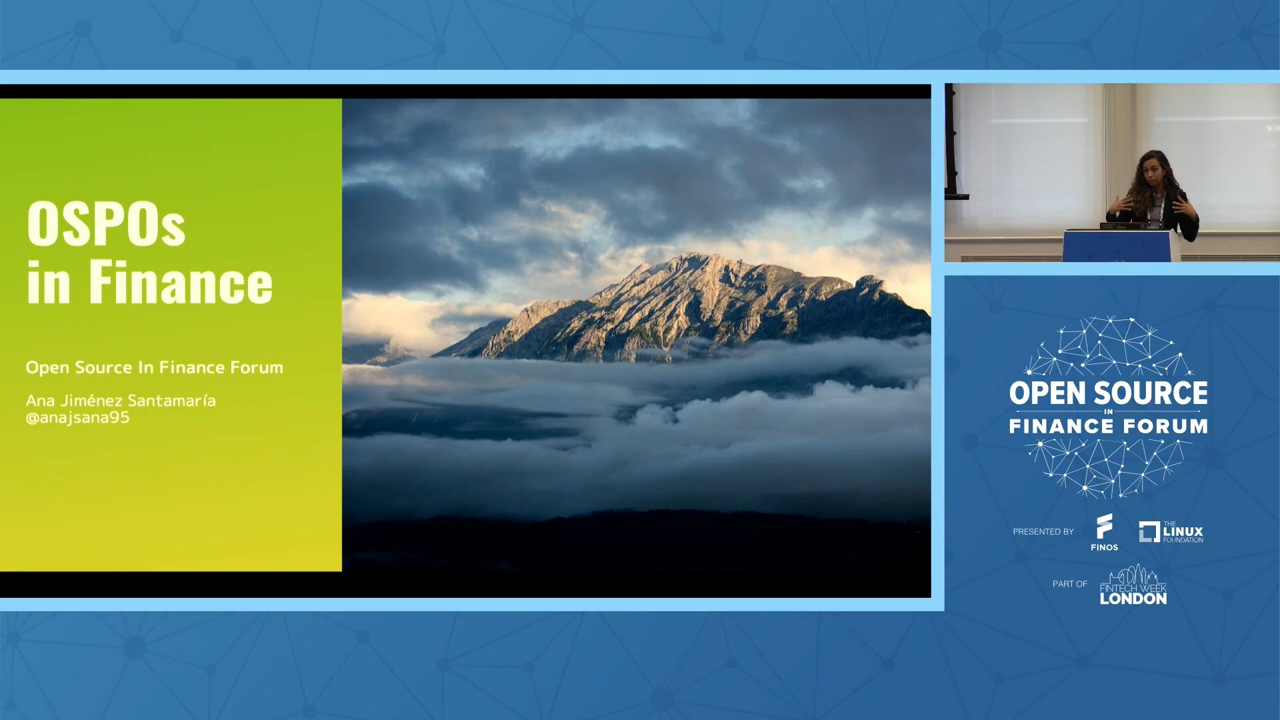 OSPOs
in Finance
Open Source In Finance Forum
Ana Jiménez Santamaría
@anajsana95
OPEN SOURCE
IN
FINANCE FORUM
PRESENTED BY
FINOS
THE
LINUX
FOUNDATION
PART OF
FINTECH WEEK
LONDON